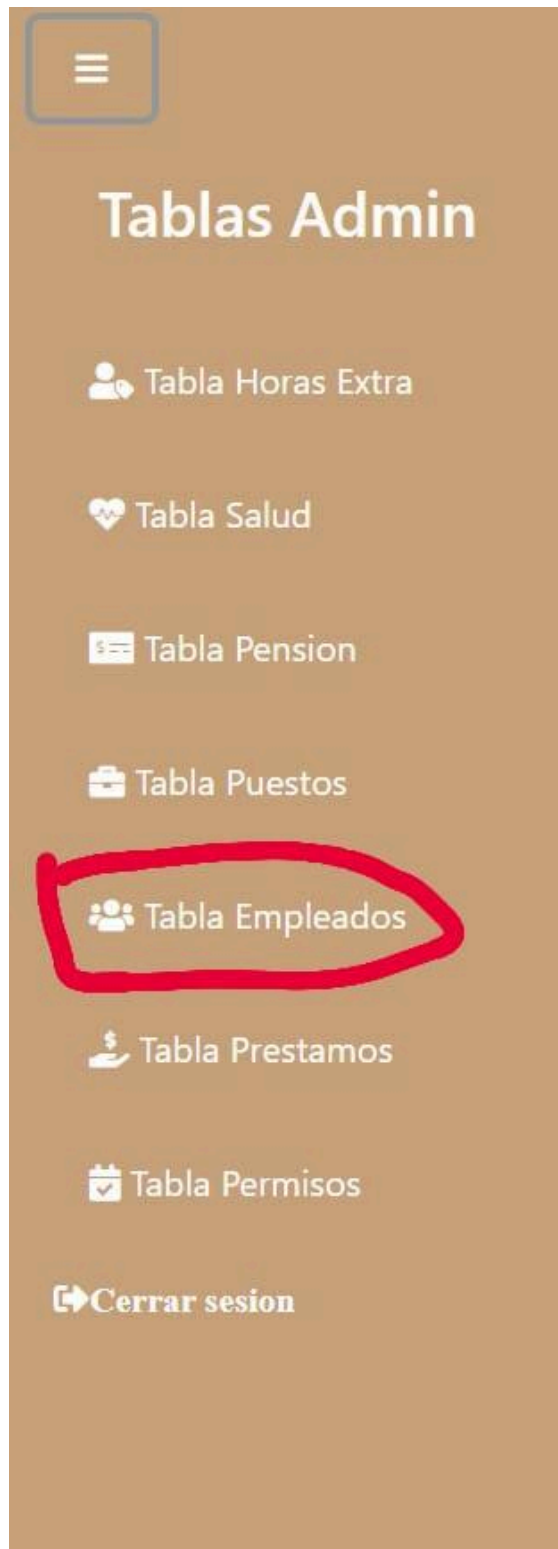 Tablas Admin
Tabla Horas Extra
Tabla Salud
Tabla Pension
Tabla Puestos
Tabla Empleados
Tabla Prestamos
Tabla Permisos
Cerrar sesion